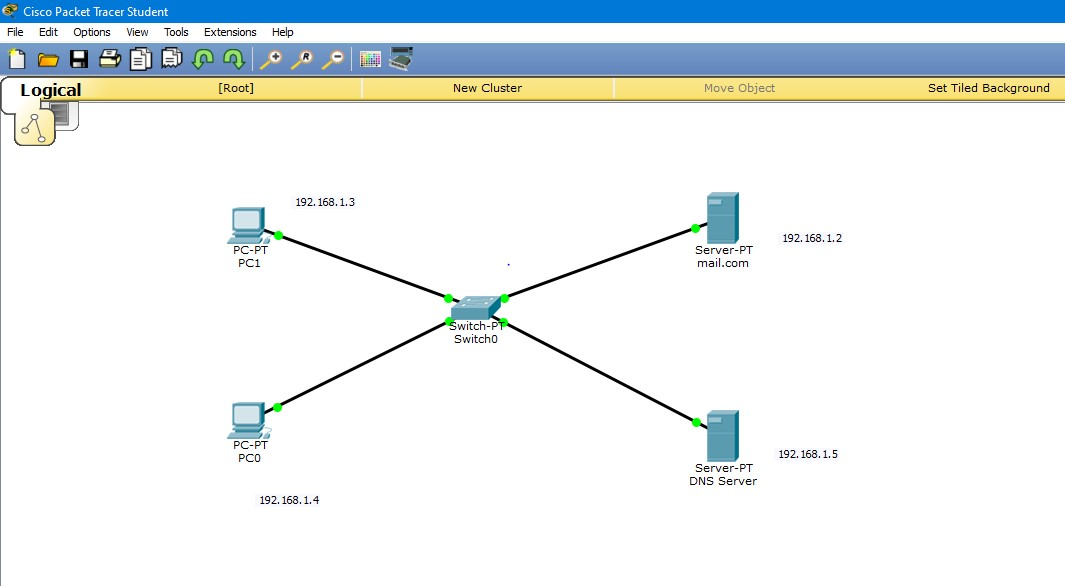 Cisco Packet Tracer Student
File Edit Options View Tools Extensions Help
R
Logical [Root] New Cluster Move Object Set Tiled Background
192.168.1.3
PC-PT
PC1
Server-PT
mail.com
192.168.1.2
Switch-PT
Switch0
PC-PT
PC0
192.168.1.4
Server-PT
DNS Server
192.168.1.5